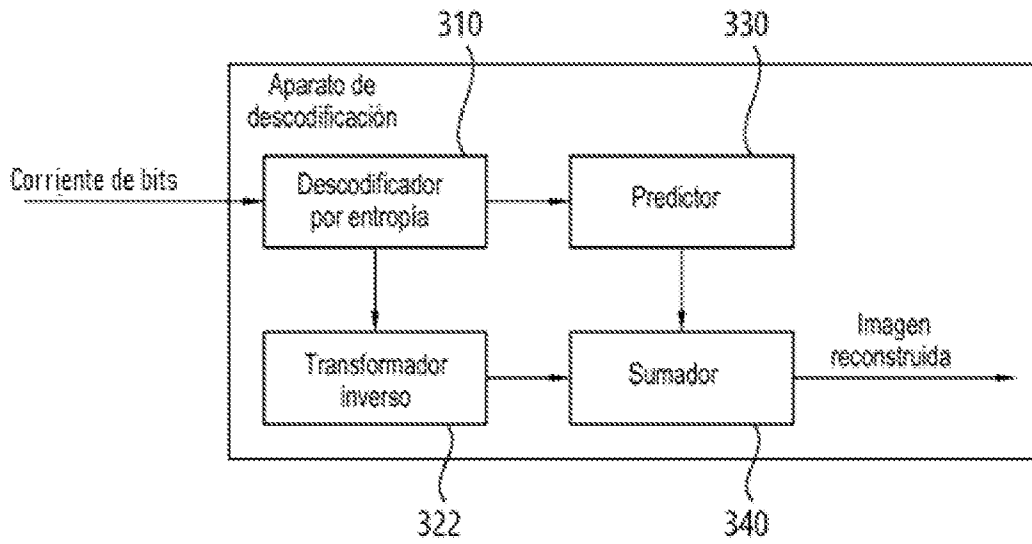 310
330
Aparato de
descodificación
Corriente de bits
Descodificador
por entropía
Predictor
Transformador
inverso
Sumador
Imagen
reconstruida
322
340